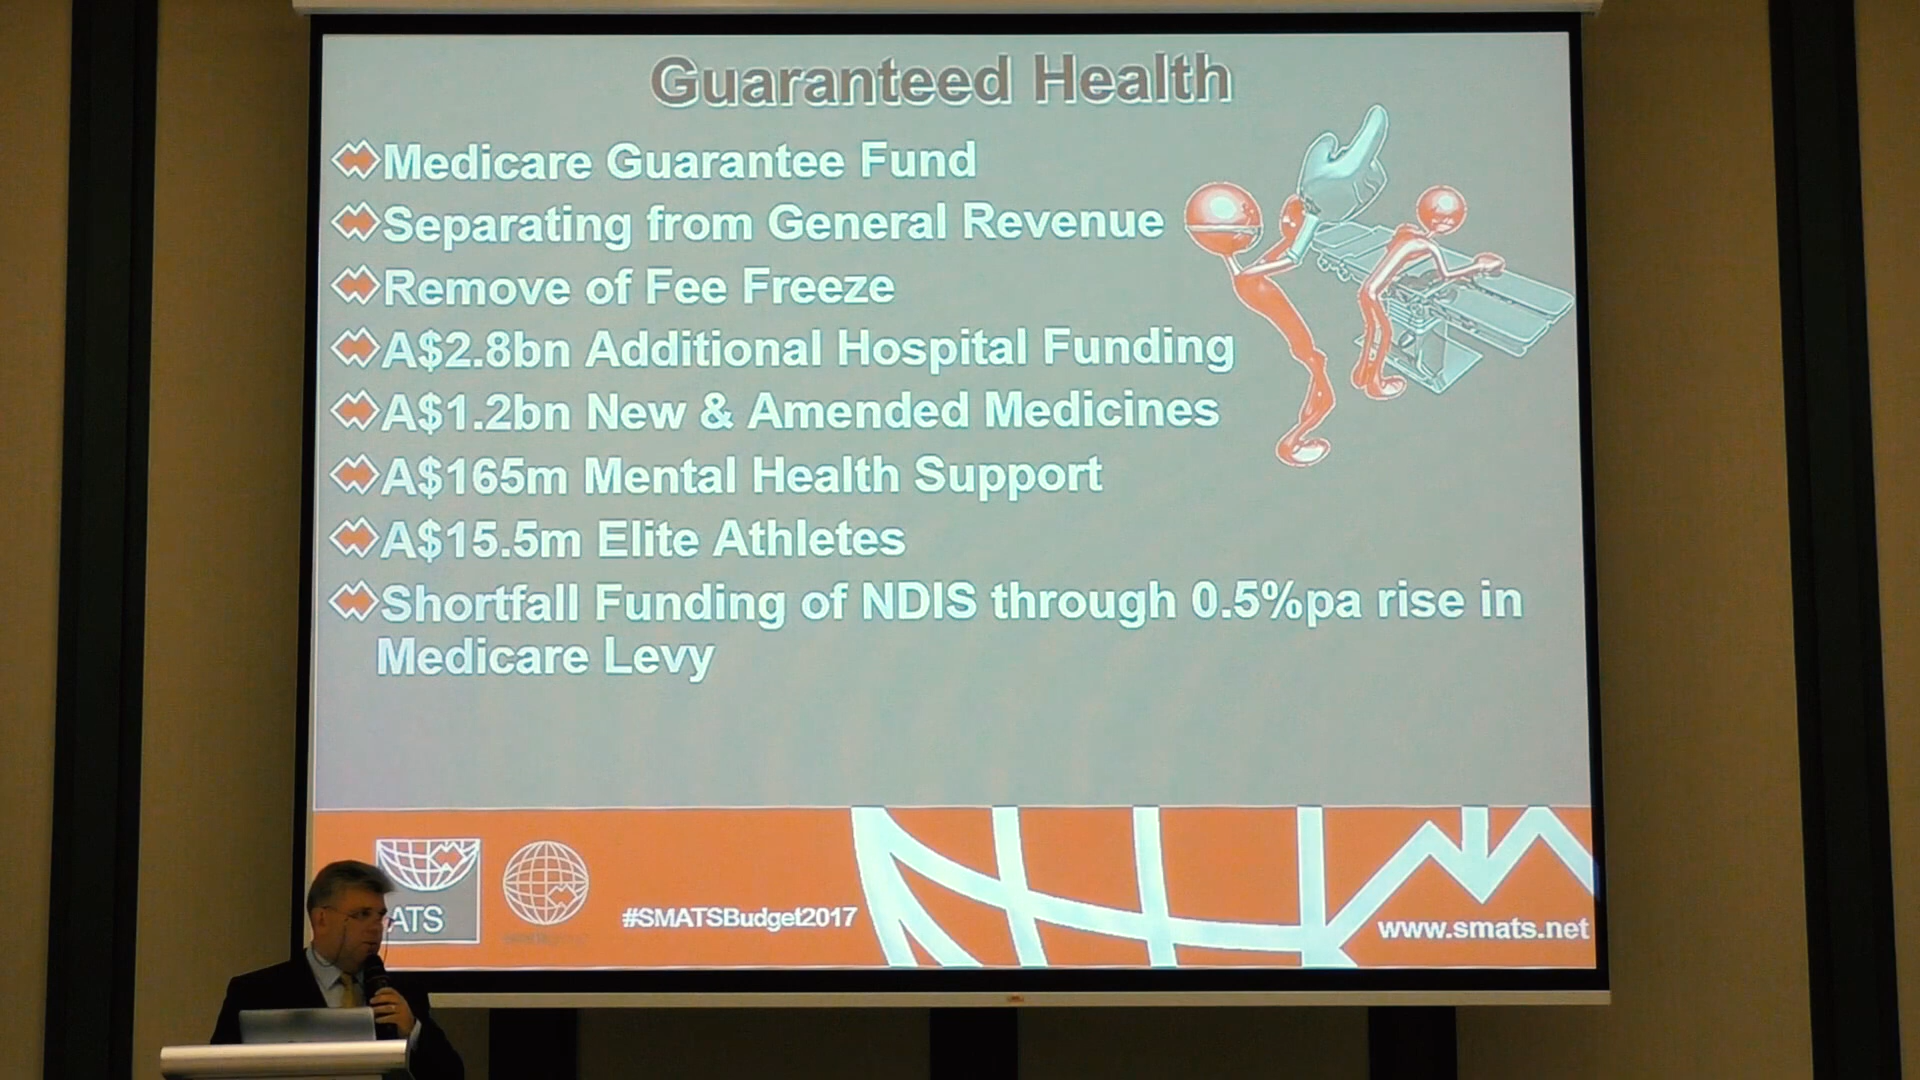 Guaranteed Health
Medicare Guarantee Fund
Separating from General Revenue
Remove of Fee Freeze
A$2.8bn Additional Hospital Funding
A$1.2bn New & Amended Medicines
A$165m Mental Health Support
A$15.5m Elite Athletes
Shortfall Funding of NDIS through 0.5%pa rise in
Medicare Levy
ATS
#SMATSBudget2017
www.smats.net